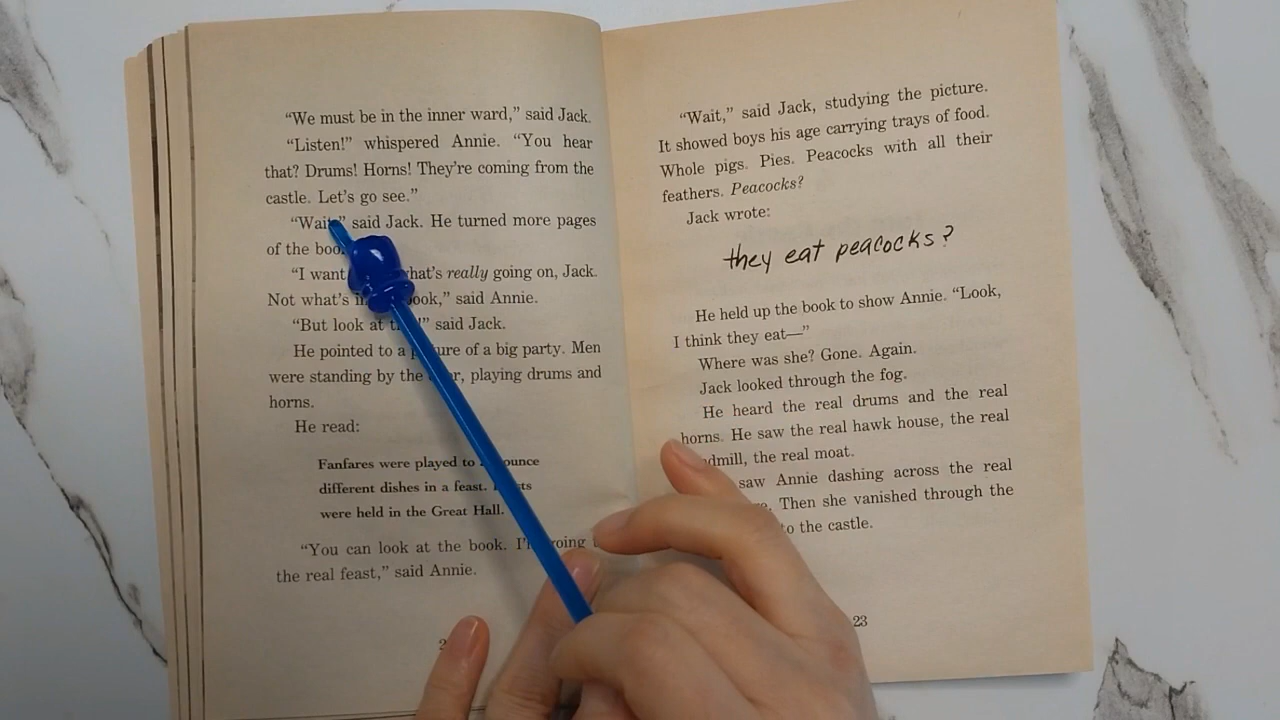 “We must be in the inner ward,” said Jack.
“Listen!” whispered Annie. “You hear
that? Drums! Horns! They’re coming from the
castle. Let’s go see.”
“Wait,” said Jack. He turned more pages
of the
“I want what’s really going on, Jack.
Not what’s book,” said Annie.
“But look at said Jack.
He pointed to a picture of a big party. Men
were standing by the playing drums and
horns.
He read:
Fanfares were played to announce
different dishes in a feast.
were held in the Great Hall.
“You can look at the book. I’m going
the real feast,” said Annie.
“Wait,” said Jack, studying the picture.
It showed boys his age carrying trays of food.
Whole pigs. Pies. Peacocks with all their
feathers. Peacocks?
Jack wrote:
they eat peacocks?
He held up the book to show Annie. “Look,
I think they eat—”
Where was she? Gone. Again.
Jack looked through the fog.
He heard the real drums and the real
horns. He saw the real hawk house, the real
the real moat.
saw Annie dashing across the real
Then she vanished through the
to the castle.
23